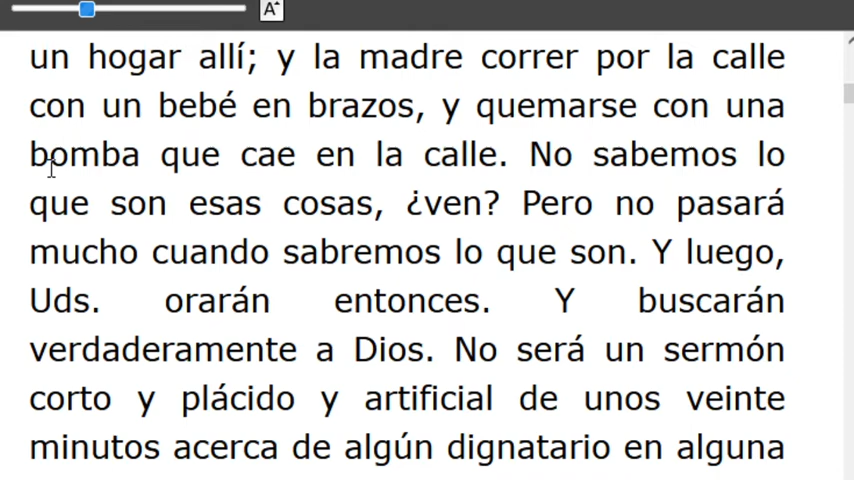 A
un hogar allí; y la madre correr por la calle
con un bebé en brazos, y quemarse con una
bomba que cae en la calle. No sabemos lo
que son esas cosas, ¿ven? Pero no pasará
mucho cuando sabremos lo que son. Y luego,
Uds. orarán entonces. Y buscarán
verdaderamente a Dios. No será un sermón
corto y plácido y artificial de unos veinte
minutos acerca de algún dignatario en alguna